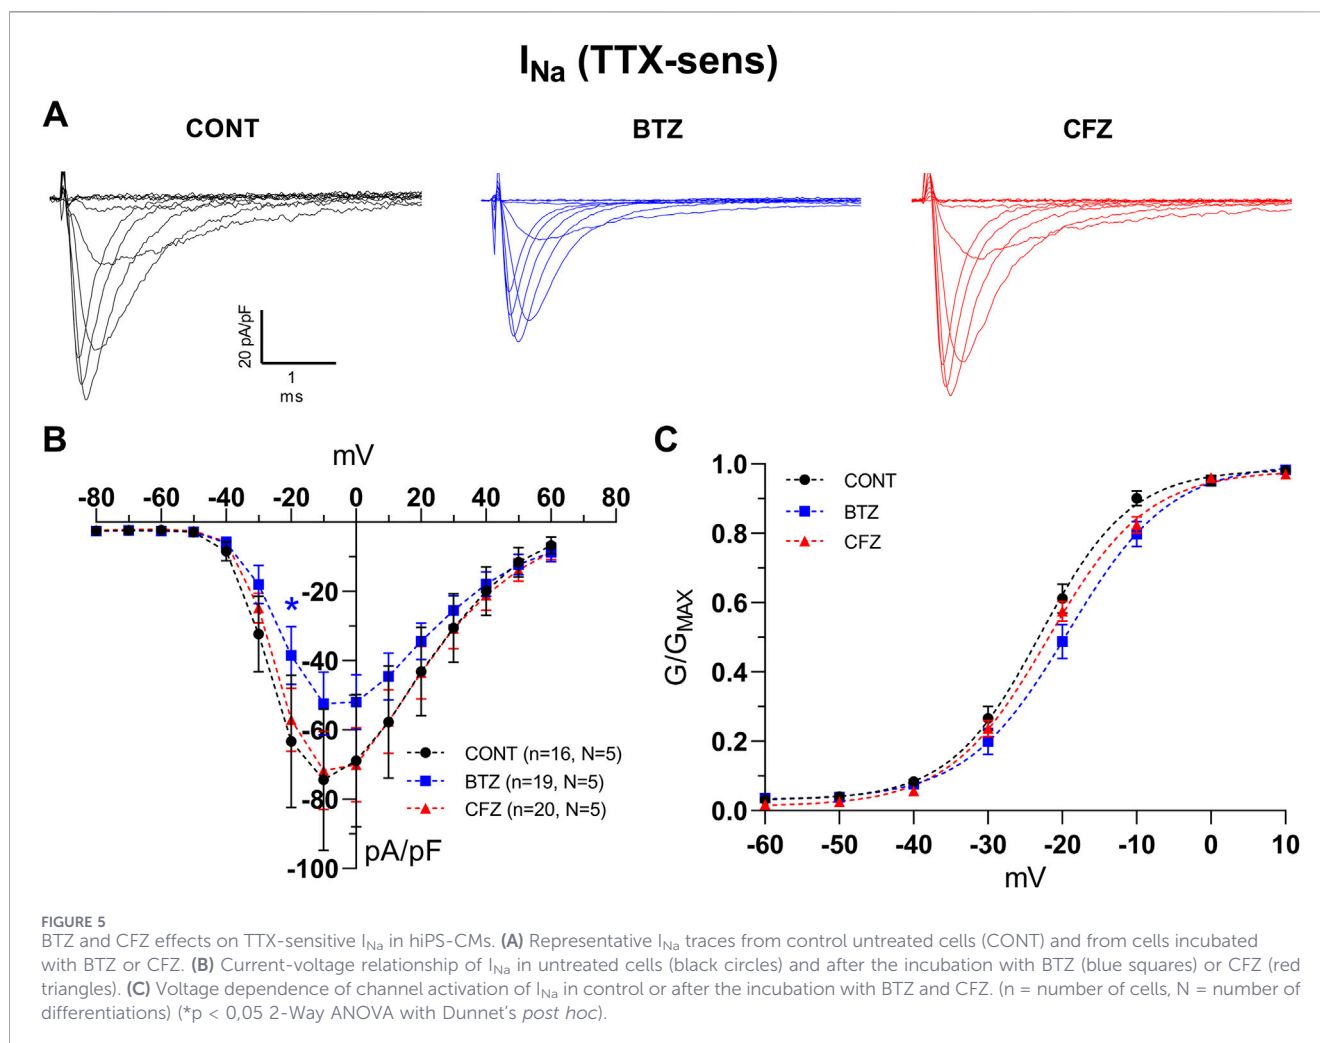 I_Na (TTX-sens)
A
CONT
BTZ
CFZ
20 pA/pF
1
ms
B
mV
-80 -60 -40 -20 0 20 40 60 80
-20
*
-40
-60
-80
-100
CONT (n=16, N=5)
BTZ (n=19, N=5)
CFZ (n=20, N=5)
pA/pF
C
1.0
0.8
0.6
0.4
0.2
0.0
G/G_MAX
CONT
BTZ
CFZ
-60 -50 -40 -30 -20 -10 0 10
mV
FIGURE 5
BTZ and CFZ effects on TTX-sensitive I_Na in hiPS-CMs. (A) Representative I_Na traces from control untreated cells (CONT) and from cells incubated
with BTZ or CFZ. (B) Current-voltage relationship of I_Na in untreated cells (black circles) and after the incubation with BTZ (blue squares) or CFZ (red
triangles). (C) Voltage dependence of channel activation of I_Na in control or after the incubation with BTZ and CFZ. (n = number of cells, N = number of
differentiations) (*p < 0,05 2-Way ANOVA with Dunnet's post hoc).